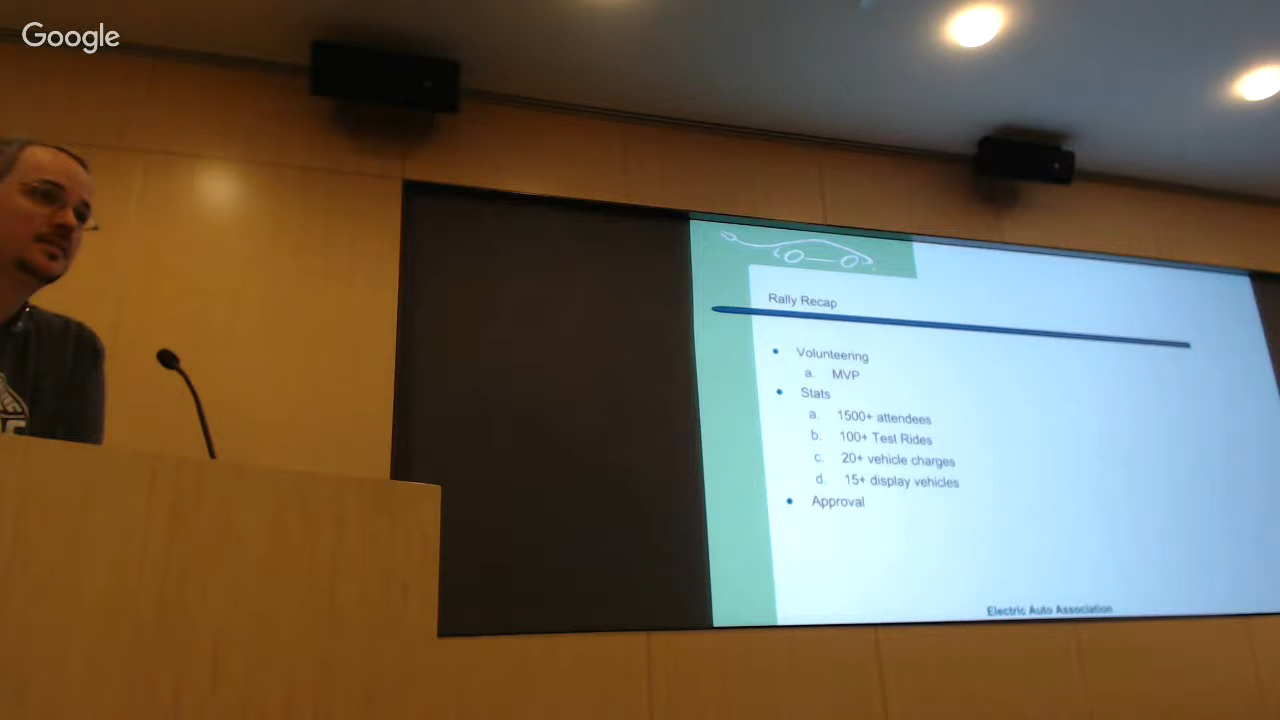 Google
Rally Recap
• Volunteering
a. MVP
• Stats
a. 1500+ attendees
b. 100+ Test Rides
c. 20+ vehicle charges
d. 15+ display vehicles
• Approval
Electric Auto Association